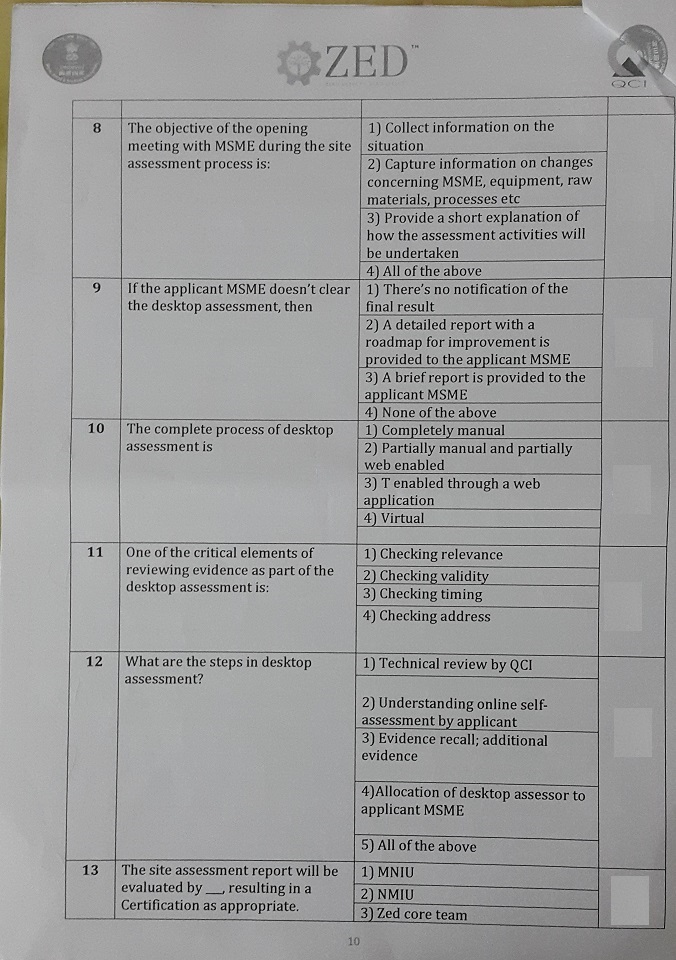 ZED™
QCI
8
The objective of the opening
meeting with MSME during the site
assessment process is:
1) Collect information on the
situation
2) Capture information on changes
concerning MSME, equipment, raw
materials, processes etc
3) Provide a short explanation of
how the assessment activities will
be undertaken
4) All of the above
9
If the applicant MSME doesn't clear
the desktop assessment, then
1) There's no notification of the
final result
2) A detailed report with a
roadmap for improvement is
provided to the applicant MSME
3) A brief report is provided to the
applicant MSME
4) None of the above
10
The complete process of desktop
assessment is
1) Completely manual
2) Partially manual and partially
web enabled
3) T enabled through a web
application
4) Virtual
11
One of the critical elements of
reviewing evidence as part of the
desktop assessment is:
1) Checking relevance
2) Checking validity
3) Checking timing
4) Checking address
12
What are the steps in desktop
assessment?
1) Technical review by QCI
2) Understanding online self-
assessment by applicant
3) Evidence recall; additional
evidence
4)Allocation of desktop assessor to
applicant MSME
5) All of the above
13
The site assessment report will be
evaluated by ___, resulting in a
Certification as appropriate.
1) MNIU
2) NMIU
3) Zed core team
10